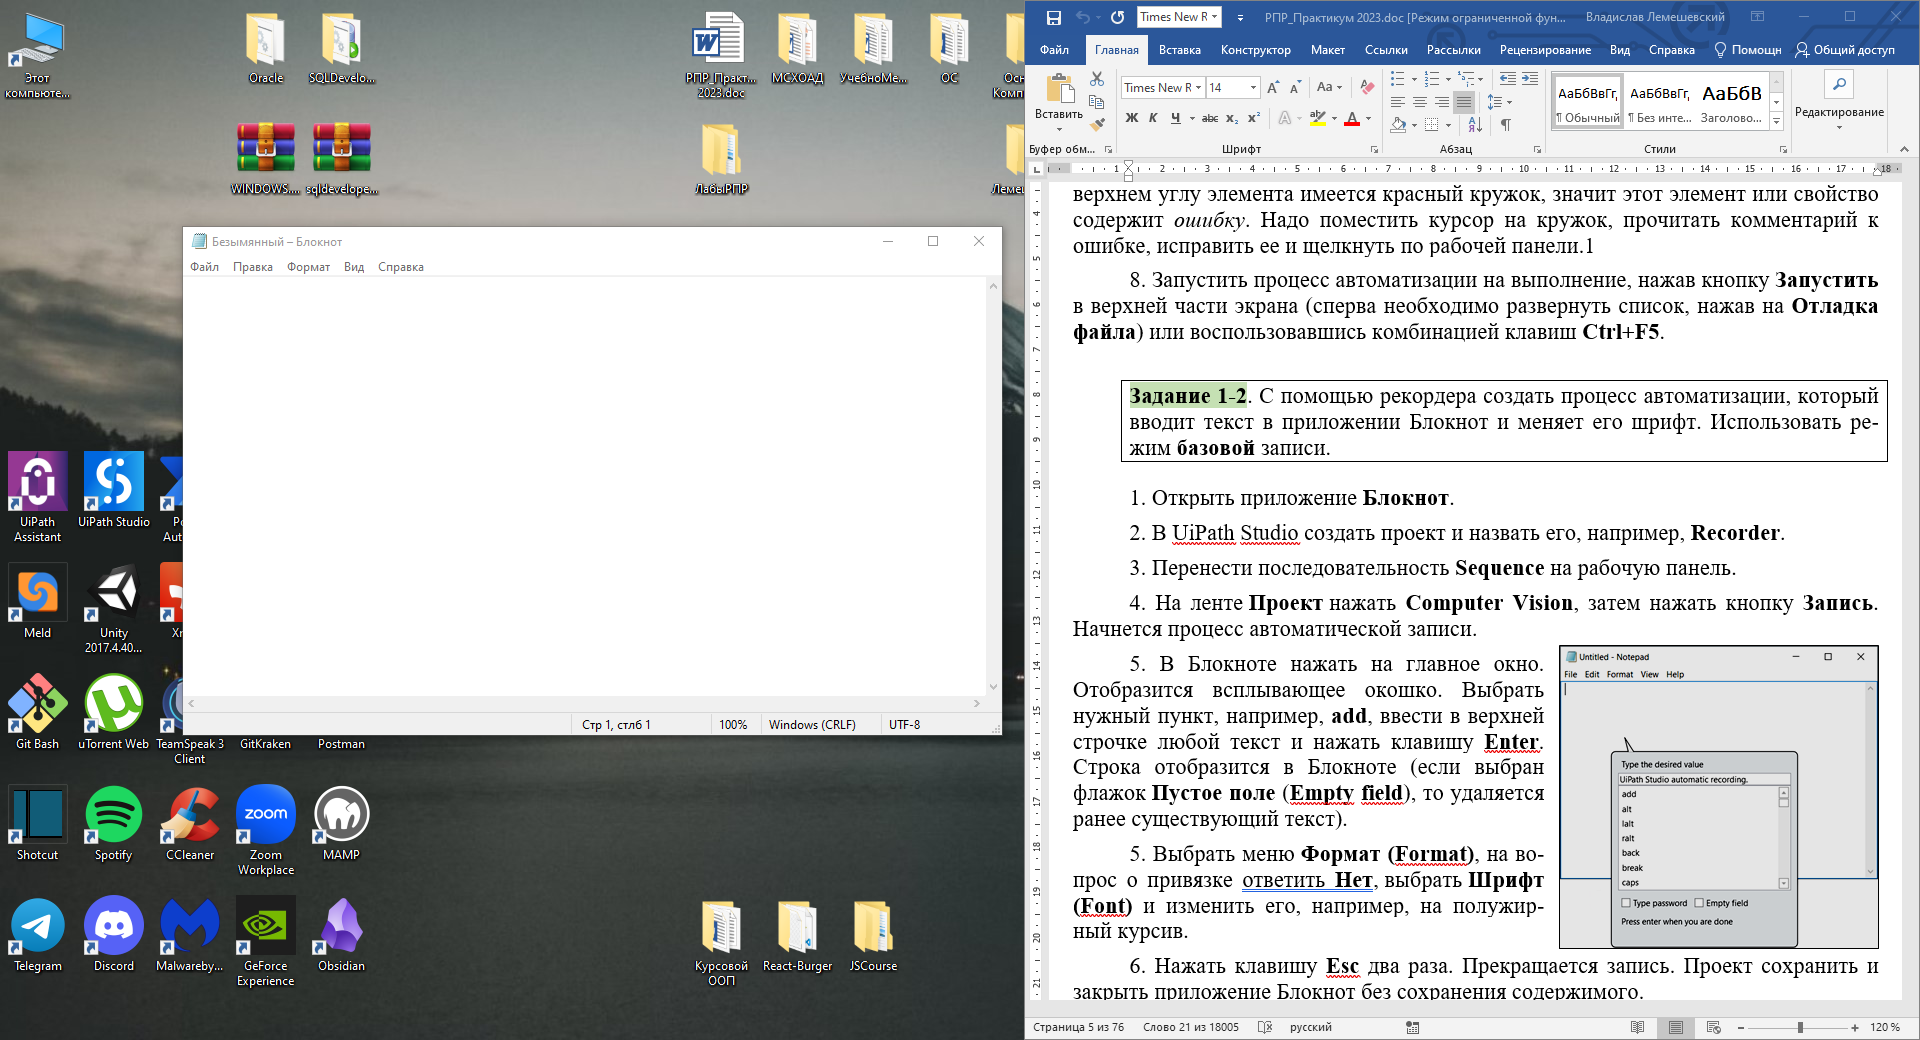 Этот
компьюте...
Oracle
SQLDevelo...
WINDOWS....
sqldevelope...
РПР_Практ...
2023.doc
МСХОАД
УчебноМе...
ОС
ЛабыРПР
Безымянный – Блокнот
Файл Правка Формат Вид Справка
Стр 1, стлб 1 100% Windows (CRLF) UTF-8
UiPath
Assistant
UiPath Studio
Meld
Unity
2017.4.40...
Git Bash
uTorrent Web
TeamSpeak 3
Client
GitKraken
Postman
Shotcut
Spotify
CCleaner
Zoom
Workplace
MAMP
Telegram
Discord
Malwareby...
GeForce
Experience
Obsidian
Курсовой
ООП
React-Burger
JSCourse
Times New R
РПР_Практикум 2023.doc [Режим ограниченной фун... Владислав Лемешевский
Файл Главная Вставка Конструктор Макет Ссылки Рассылки Рецензирование Вид Справка Помощн Общий доступ
Вставить
Times New R 14
Ж К Ч abc x₂ x²
АаБбВвГг, АаБбВвГг, АаБбВ
¶ Обычный ¶ Без инте... Заголово...
Редактирование
Буфер обм... Шрифт Абзац Стили
верхнем углу элемента имеется красный кружок, значит этот элемент или свойство
содержит ошибку. Надо поместить курсор на кружок, прочитать комментарий к
ошибке, исправить ее и щелкнуть по рабочей панели.1
8. Запустить процесс автоматизации на выполнение, нажав кнопку Запустить
в верхней части экрана (сперва необходимо развернуть список, нажав на Отладка
файла) или воспользовавшись комбинацией клавиш Ctrl+F5.
Задание 1-2. С помощью рекордера создать процесс автоматизации, который
вводит текст в приложении Блокнот и меняет его шрифт. Использовать ре-
жим базовой записи.
1. Открыть приложение Блокнот.
2. В UiPath Studio создать проект и назвать его, например, Recorder.
3. Перенести последовательность Sequence на рабочую панель.
4. На ленте Проект нажать Computer Vision, затем нажать кнопку Запись.
Начнется процесс автоматической записи.
5. В Блокноте нажать на главное окно.
Отобразится всплывающее окошко. Выбрать
нужный пункт, например, add, ввести в верхней
строчке любой текст и нажать клавишу Enter.
Строка отобразится в Блокноте (если выбран
флажок Пустое поле (Empty field), то удаляется
ранее существующий текст).
5. Выбрать меню Формат (Format), на во-
прос о привязке ответить Нет, выбрать Шрифт
(Font) и изменить его, например, на полужир-
ный курсив.
Untitled - Notepad
File Edit Format View Help
Type the desired value
UiPath Studio automatic recording.
add
alt
lalt
ralt
back
break
caps
Type password Empty field
Press enter when you are done
6. Нажать клавишу Esc два раза. Прекращается запись. Проект сохранить и
закрыть приложение Блокнот без сохранения содержимого.
Страница 5 из 76 Слово 21 из 18005 русский 120 %